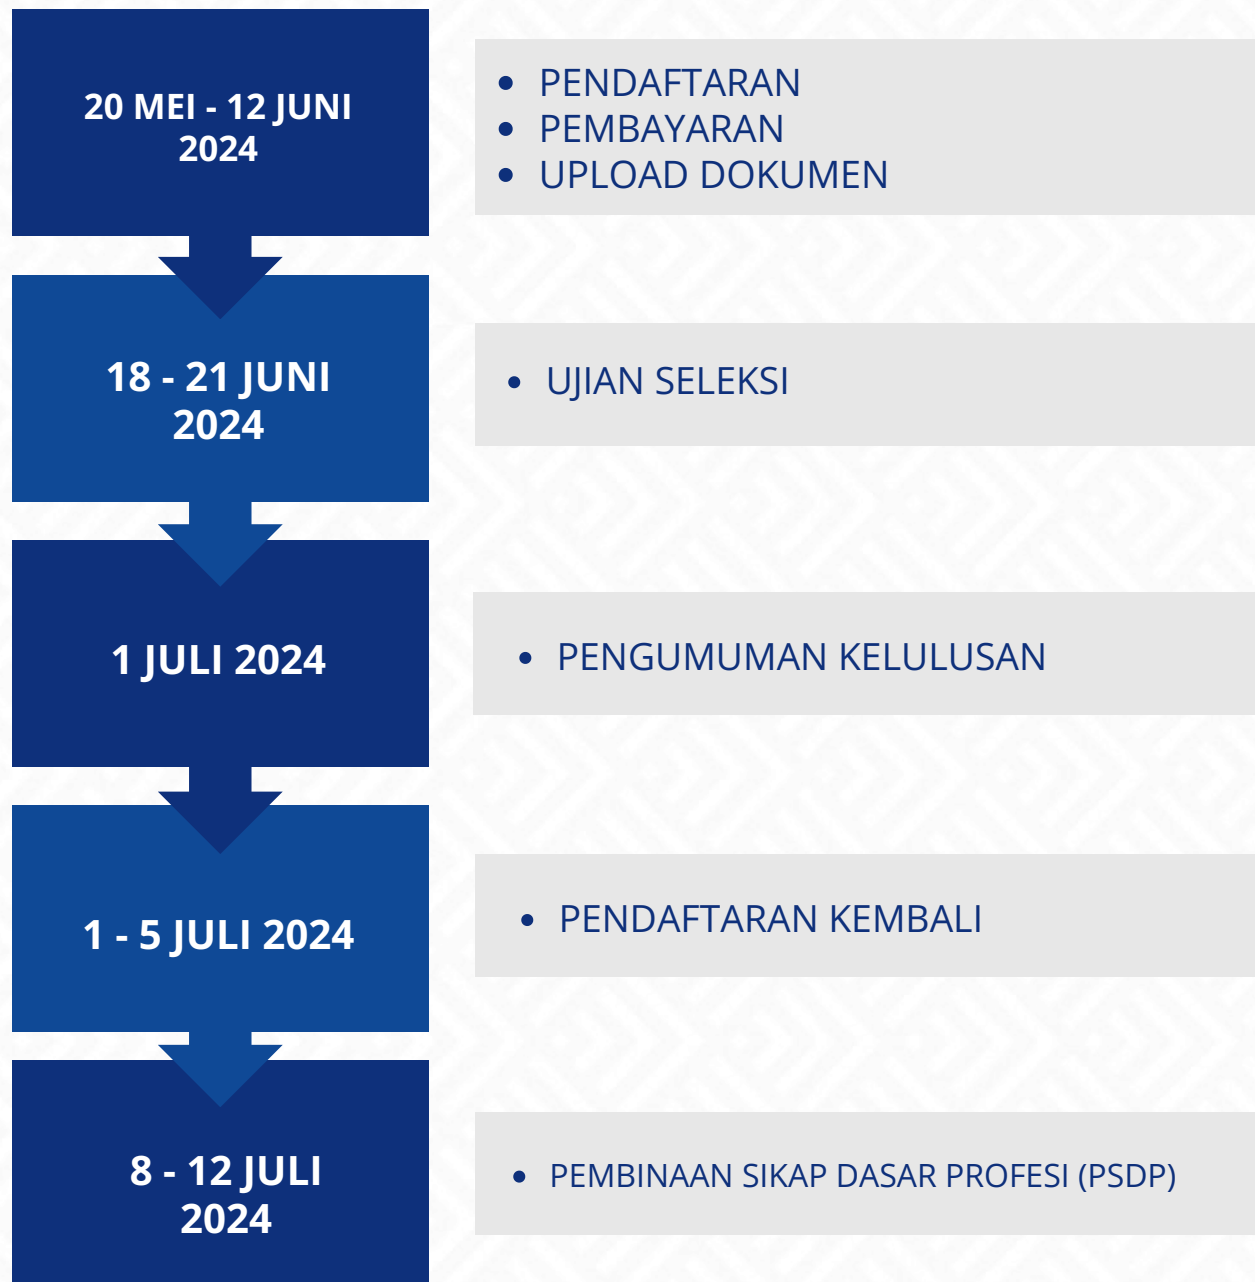 20 MEI - 12 JUNI
2024
• PENDAFTARAN
• PEMBAYARAN
• UPLOAD DOKUMEN
18 - 21 JUNI
2024
• UJIAN SELEKSI
1 JULI 2024
• PENGUMUMAN KELULUSAN
1 - 5 JULI 2024
• PENDAFTARAN KEMBALI
8 - 12 JULI
2024
• PEMBINAAN SIKAP DASAR PROFESI (PSDP)